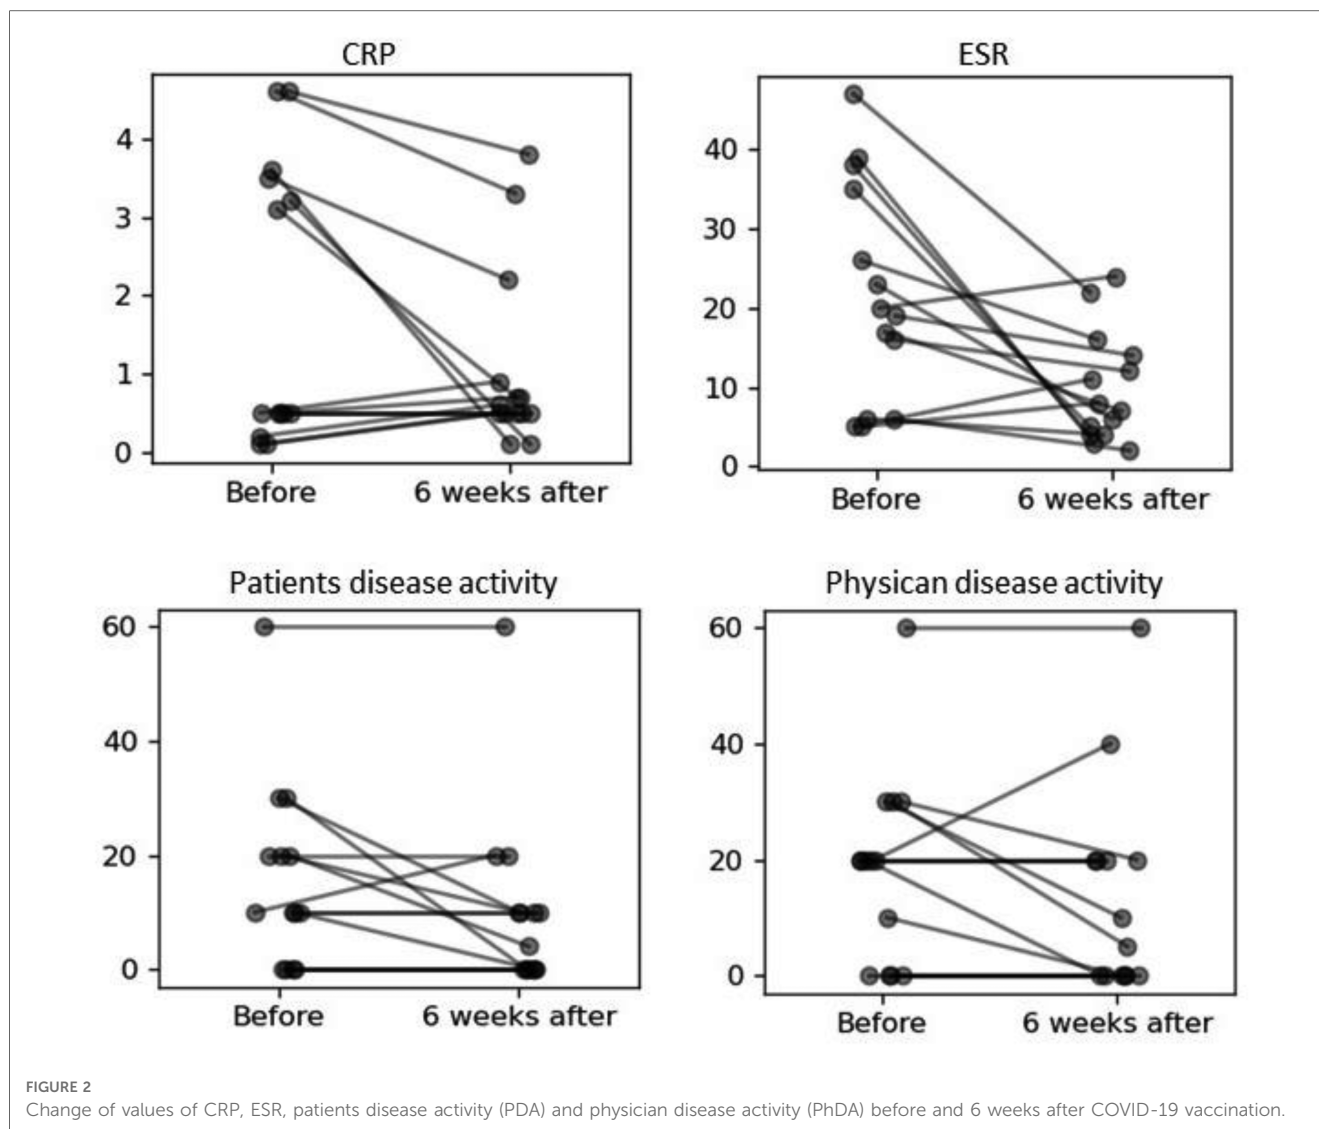 CRP
4
3
2
1
0
Before 6 weeks after
ESR
40
30
20
10
0
Before 6 weeks after
Patients disease activity
60
40
20
0
Before 6 weeks after
Physican disease activity
60
40
20
0
Before 6 weeks after
FIGURE 2
Change of values of CRP, ESR, patients disease activity (PDA) and physician disease activity (PhDA) before and 6 weeks after COVID-19 vaccination.